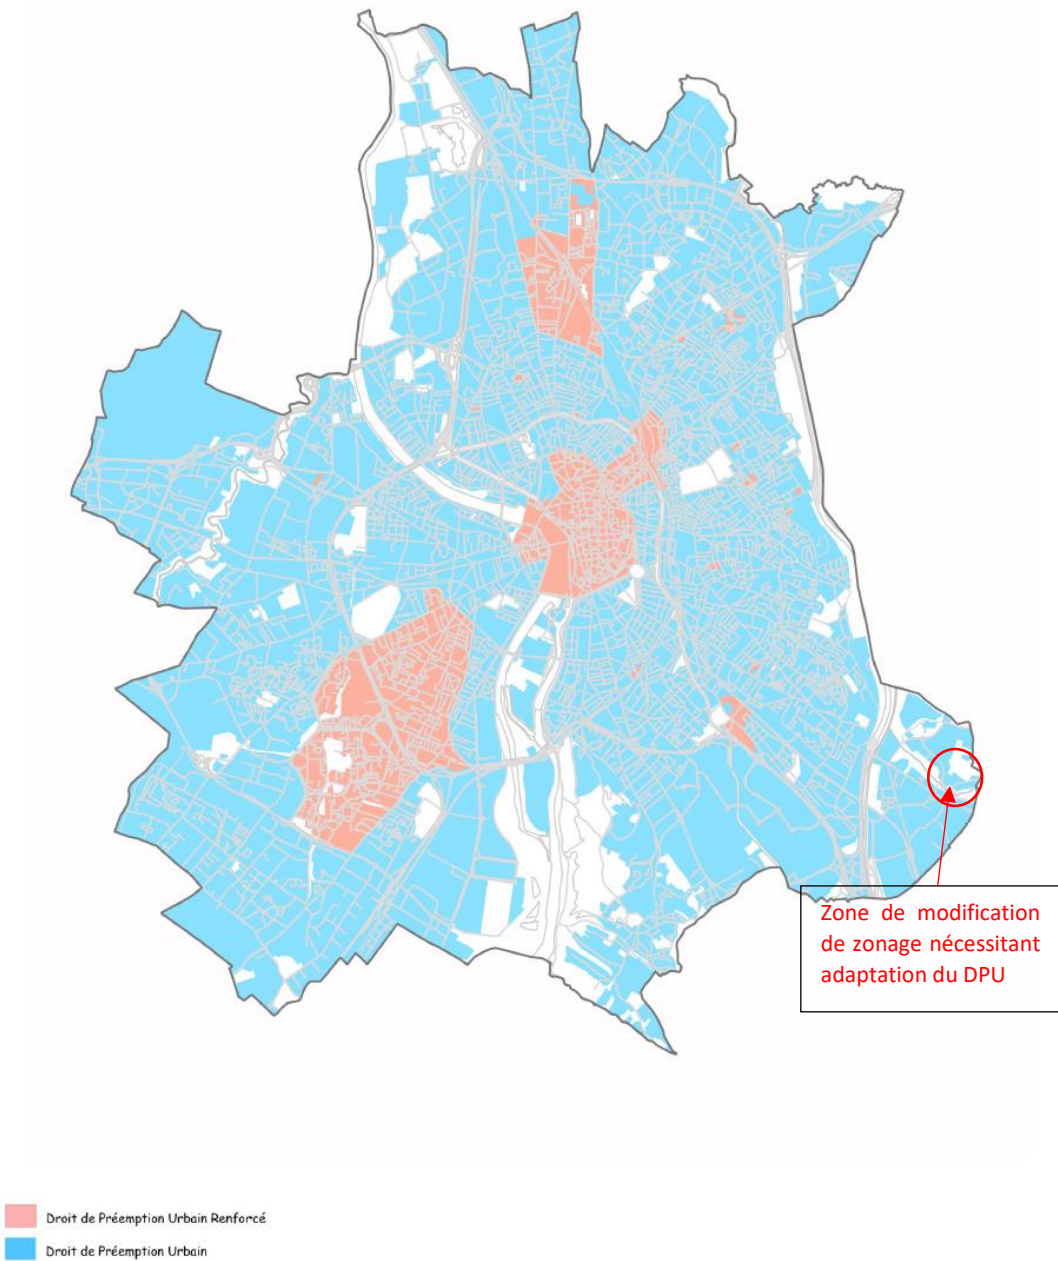 Zone de modification
de zonage nécessitant
adaptation du DPU
Droit de Préemption Urbain Renforcé
Droit de Préemption Urbain